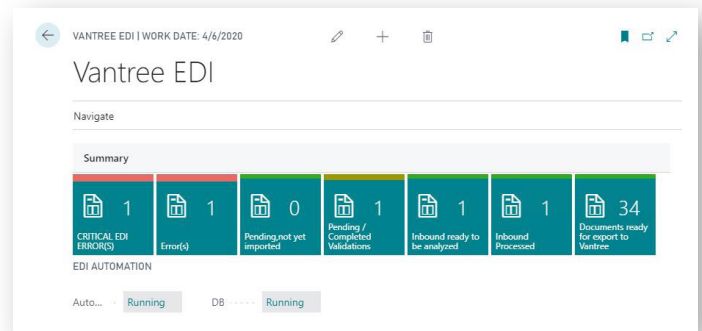 VANTREE EDI | WORK DATE: 4/6/2020
Vantree EDI
Navigate
Summary
1
CRITICAL EDI
ERROR(S)
1
Error(s)
0
Pending,not yet
imported
1
Pending /
Completed
Validations
1
Inbound ready to
be analyzed
1
Inbound
Processed
34
Documents ready
for export to
Vantree
EDI AUTOMATION
Auto... Running DB Running